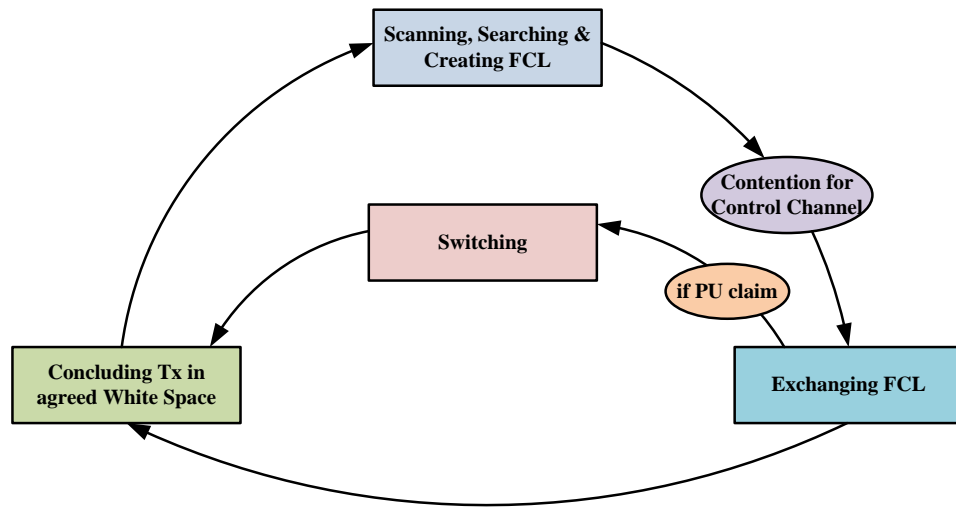 Scanning, Searching &
Creating FCL
Contention for
Control Channel
Switching
if PU claim
Concluding Tx in
agreed White Space
Exchanging FCL